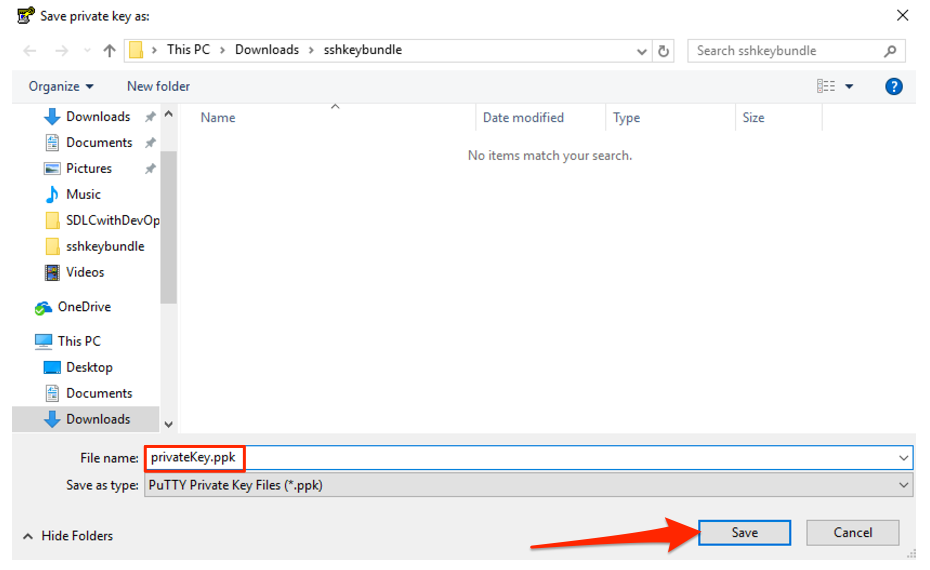 Save private key as:
This PC > Downloads > sshkeybundle
Search sshkeybundle
Organize
New folder
?
Name
Date modified
Type
Size
No items match your search.
Downloads
Documents
Pictures
Music
SDLCwithDevOp
sshkeybundle
Videos
OneDrive
This PC
Desktop
Documents
Downloads
File name: privateKey.ppk
Save as type: PuTTY Private Key Files (*.ppk)
Hide Folders
Save
Cancel